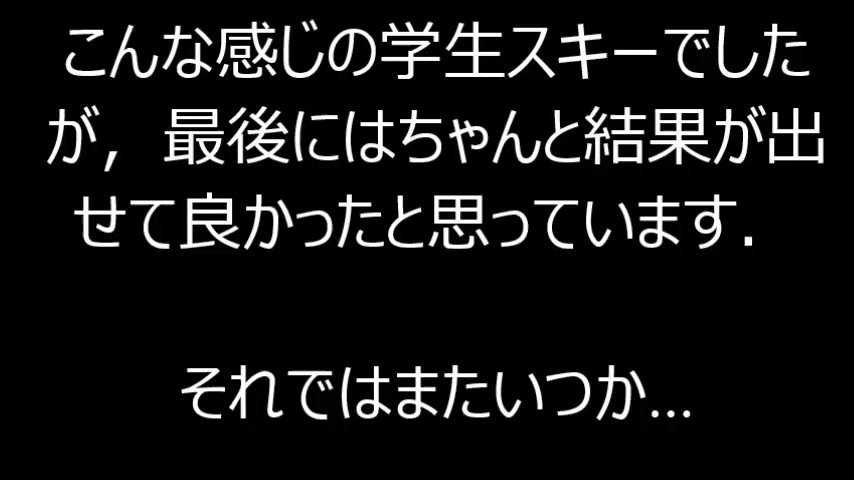 こんな感じの学生スキーでした
が，最後にはちゃんと結果が出
せて良かったと思っています．
それではまたいつか…